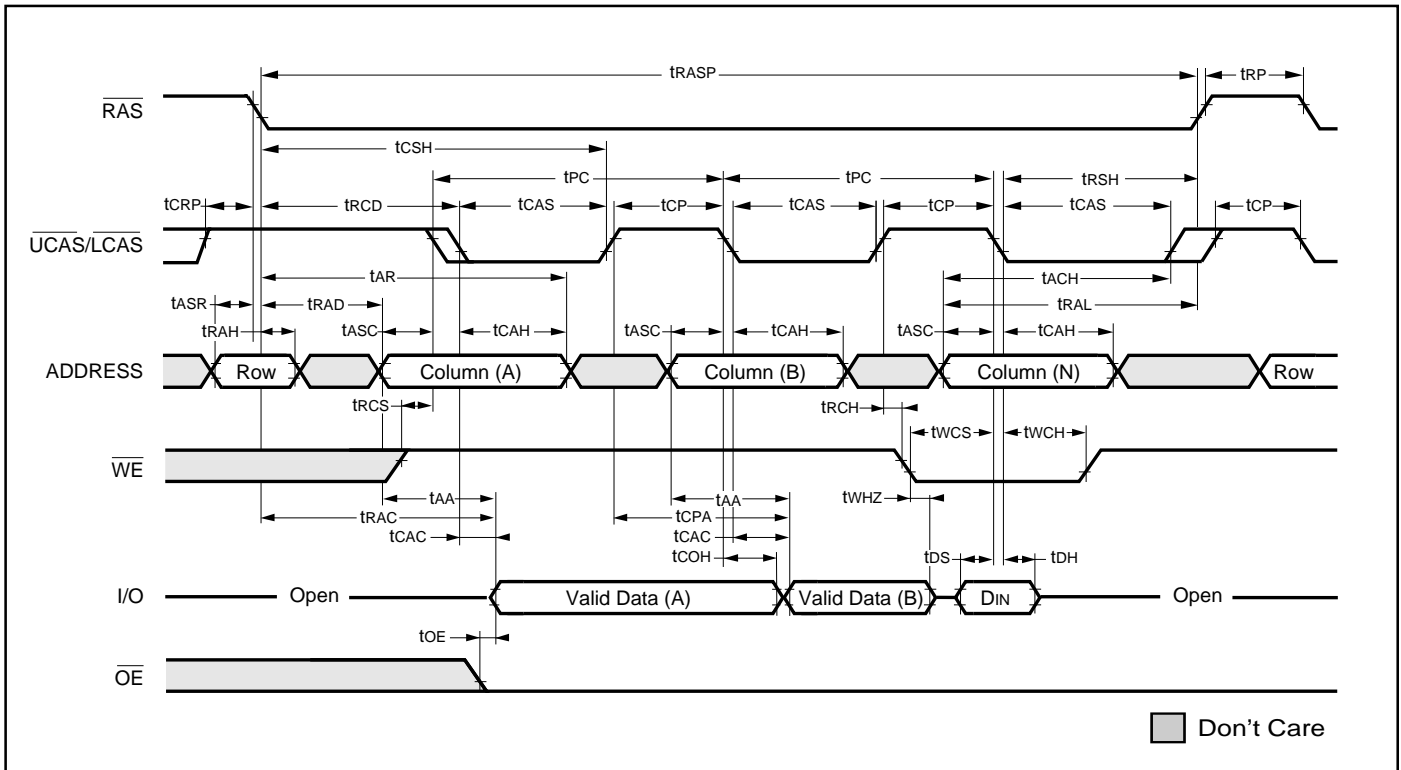 tRASP tRP
RAS
tCSH
tPC tPC tRSH
tCRP tRCD tCAS tCP tCAS tCP tCAS tCP
UCAS/LCAS
tAR tACH
tASR tRAD tRAL
tRAH tASC tCAH tASC tCAH tASC tCAH
ADDRESS Row Column (A) Column (B) Column (N) Row
tRCS tRCH
tWCS tWCH
WE
tAA tAA tWHZ
tRAC tCPA
tCAC tCAC
tCOH tDS tDH
I/O Open Valid Data (A) Valid Data (B) DIN Open
tOE
OE
Don't Care